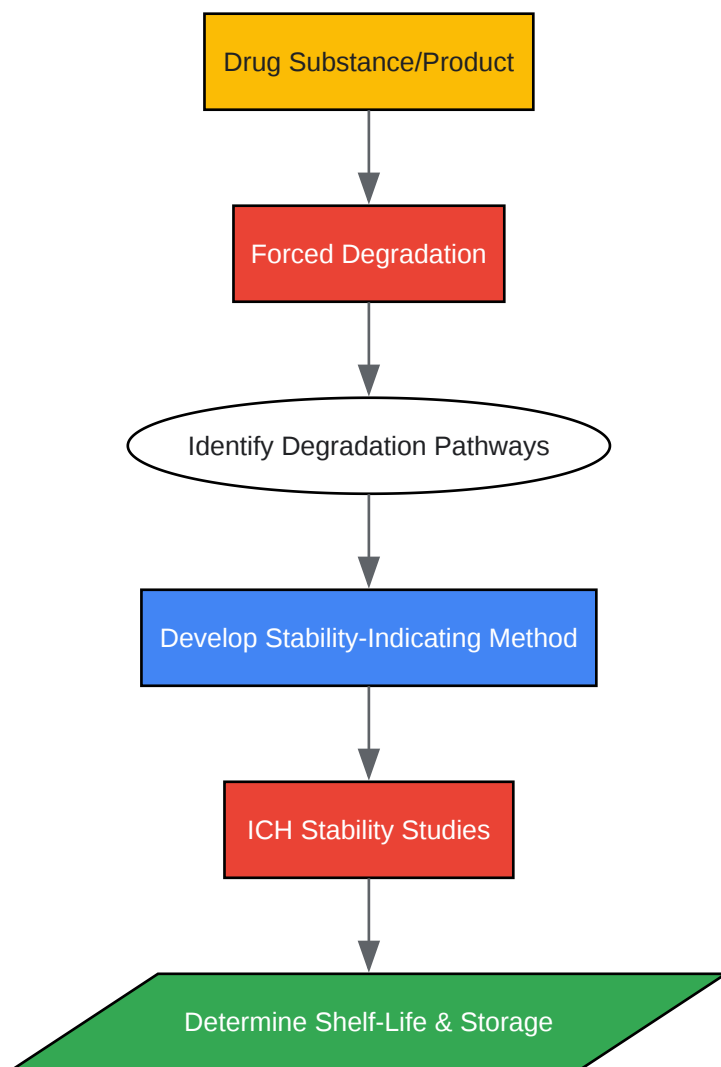 Drug Substance/Product
Forced Degradation
Identify Degradation Pathways
Develop Stability-Indicating Method
ICH Stability Studies
Determine Shelf-Life & Storage